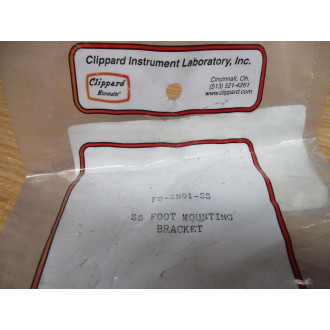 Clippard Instrument Laboratory, Inc.
Clippard
Minimatic
Cincinnati, Oh.
(513) 521-4261
www.clippard.com
FB-2891-SS
SS FOOT MOUNTING
BRACKET